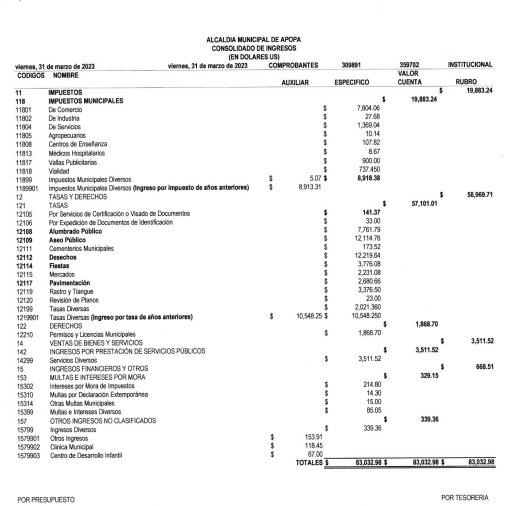 ALCALDIA MUNICIPAL DE APOPA
CONSOLIDADO DE INGRESOS
(EN DOLARES US)
viernes, 31 de marzo de 2023 viernes, 31 de marzo de 2023 COMPROBANTES 309891 359702 INSTITUCIONAL
CODIGOS NOMBRE AUXILIAR ESPECIFICO VALOR CUENTA RUBRO
11 IMPUESTOS $ 19,883.24
118 IMPUESTOS MUNICIPALES $ 19,883.24
11801 De Comercio $ 7,804.06
11802 De Industria $ 27.68
11804 De Servicios $ 1,369.04
11805 Agropecuarios $ 10.14
11808 Centros de Enseñanza $ 107.82
11813 Médicos Hospitalarios $ 8.67
11817 Vallas Publicitarias $ 900.00
11818 Vialidad $ 737.450
11899 Impuestos Municipales Diversos $ 5.07 $ 8,918.38
1189901 Impuestos Municipales Diversos (Ingreso por impuesto de años anteriores) $ 8,913.31
12 TASAS Y DERECHOS $ 58,969.71
121 TASAS $ 57,101.01
12105 Por Servicios de Certificación o Visado de Documentos $ 141.37
12106 Por Expedición de Documentos de Identificación $ 33.00
12108 Alumbrado Público $ 7,761.79
12109 Aseo Público $ 12,114.76
12111 Cementerios Municipales $ 173.52
12112 Desechos $ 12,219.64
12114 Fiestas $ 3,776.08
12115 Mercados $ 2,231.08
12117 Pavimentación $ 2,680.66
12119 Rastro y Tiangue $ 3,376.50
12120 Revisión de Planos $ 23.00
12199 Tasas Diversas $ 2,021.360
1219901 Tasas Diversas (Ingreso por tasa de años anteriores) $ 10,548.25 $ 10,548.250
122 DERECHOS $ 1,868.70
12210 Permisos y Licencias Municipales $ 1,868.70
14 VENTAS DE BIENES Y SERVICIOS $ 3,511.52
142 INGRESOS POR PRESTACIÓN DE SERVICIOS PÚBLICOS $ 3,511.52
14299 Servicios Diversos $ 3,511.52
15 INGRESOS FINANCIEROS Y OTROS $ 668.51
153 MULTAS E INTERESES POR MORA $ 329.15
15302 Intereses por Mora de Impuestos $ 214.80
15310 Multas por Declaración Extemporánea $ 14.30
15314 Otras Multas Municipales $ 15.00
15399 Multas e Intereses Diversos $ 85.05
157 OTROS INGRESOS NO CLASIFICADOS $ 339.36
15799 Ingresos Diversos $ 339.36
1579901 Otros Ingresos $ 153.91
1579902 Clínica Municipal $ 118.45
1579903 Centro de Desarrollo Infantil $ 67.00
TOTALES $ 83,032.98 $ 83,032.98 $ 83,032.98
POR PRESUPUESTO POR TESORERIA